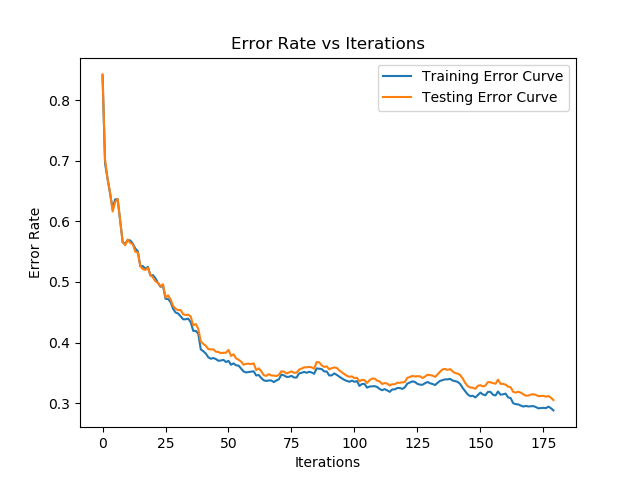 Error Rate vs Iterations
Training Error Curve
Testing Error Curve
Error Rate
0.8
0.7
0.6
0.5
0.4
0.3
0 25 50 75 100 125 150 175
Iterations